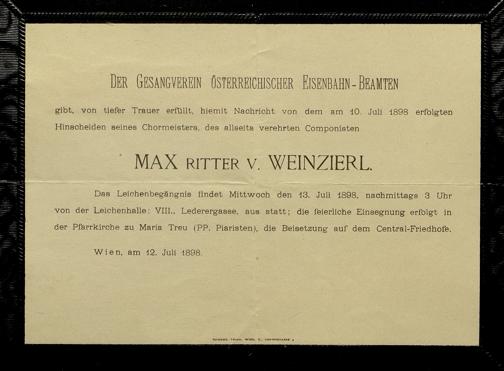 DER GESANGVEREIN ÖSTERREICHISCHER EISENBAHN-BEAMTEN
gibt, von tiefer Trauer erfüllt, hiemit Nachricht von dem am 10. Juli 1898 erfolgten
Hinscheiden seines Chormeisters, des allseits verehrten Componisten
MAX RITTER V. WEINZIERL.
Das Leichenbegängnis findet Mittwoch den 13. Juli 1898, nachmittags 3 Uhr
von der Leichenhalle: VIII., Lederergasse, aus statt; die feierliche Einsegnung erfolgt in
der Pfarrkirche zu Maria Treu (PP. Piaristen), die Beisetzung auf dem Central-Friedhofe.
Wien, am 12. Juli 1898.